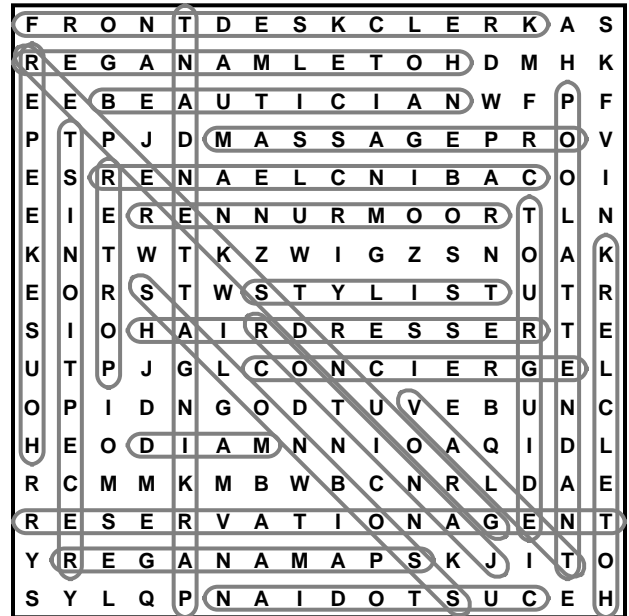 F R O N T D E S K C L E R K A S
R E G A N A M L E T O H D M H K
E E B E A U T I C I A N W F P F
P T P J D M A S S A G E P R O V
E S R E N A E L C N I B A C O I
E I E R E N N U R M O O R T L N
K N T W T K Z W I G Z S N O A K
E O R S T W S T Y L I S T U T R
S I O H A I R D R E S S E R T E
U T P J G L C O N C I E R G E L
O P I D N G O D T U V E B U N C
H E O D I A M N N I O A Q I D L
R C M M K M B W B C N R L D A E
R E S E R V A T I O N A G E N T
Y R E G A N A M A P S K J I T O
S Y L Q P N A I D O T S U C E H